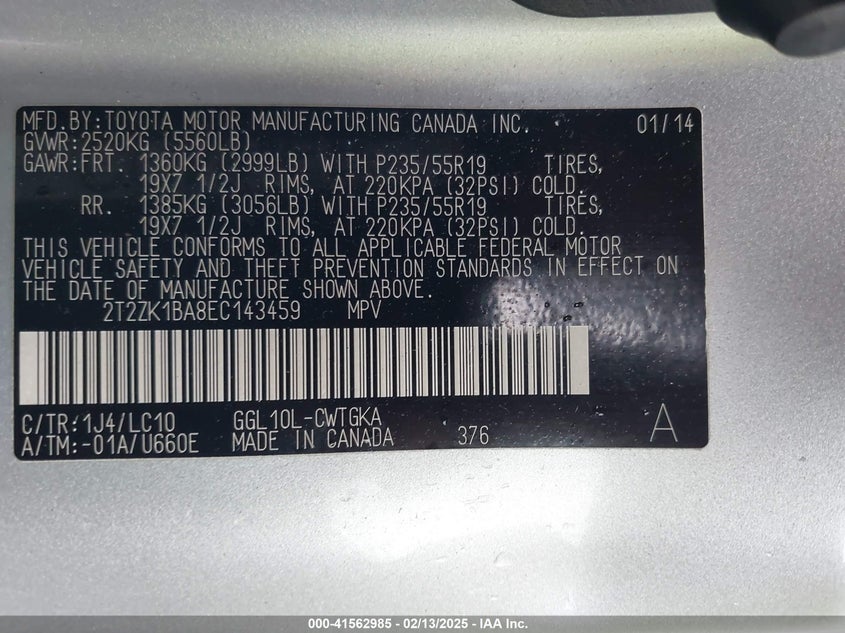 MFD.BY:TOYOTA MOTOR MANUFACTURING CANADA INC. 01/14
GVWR:2520KG (5560LB)
GAWR:FRT. 1360KG (2999LB) WITH P235/55R19 TIRES,
19X7 1/2J RIMS, AT 220KPA (32PSI) COLD.
RR. 1385KG (3056LB) WITH P235/55R19 TIRES,
19X7 1/2J RIMS, AT 220KPA (32PSI) COLD.
THIS VEHICLE CONFORMS TO ALL APPLICABLE FEDERAL MOTOR
VEHICLE SAFETY AND THEFT PREVENTION STANDARDS IN EFFECT ON
THE DATE OF MANUFACTURE SHOWN ABOVE.
2T2ZK1BA8EC143459 MPV
C/TR:1J4/LC10 GGL10L-CWTGKA
A/TM:-01A/U660E MADE IN CANADA 376 A
000-41562985 - 02/13/2025 - IAA Inc.